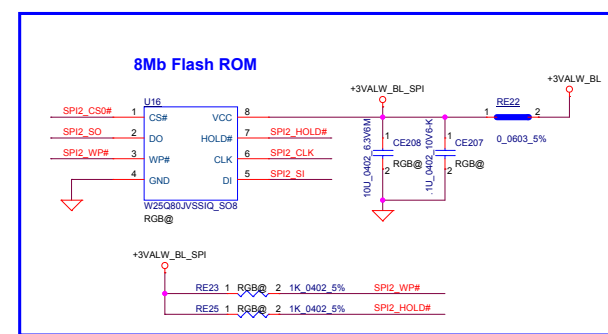 8Mb Flash ROM
+3VALW_BL
+3VALW_BL_SPI
RE22
1 2
0_0603_5%
U16
SPI2_CS0# 1 CS# VCC 8
SPI2_SO 2 DO HOLD# 7 SPI2_HOLD#
SPI2_WP# 3 WP# CLK 6 SPI2_CLK
4 GND DI 5 SPI2_SI
W25Q80JVSSIQ_SO8
RGB@
10U_0402_6.3V6M
1 CE208
RGB@
2
.1U_0402_10V6-K
1 CE207
RGB@
2
+3VALW_BL_SPI
RE23 1 RGB@ 2 1K_0402_5% SPI2_WP#
RE25 1 RGB@ 2 1K_0402_5% SPI2_HOLD#